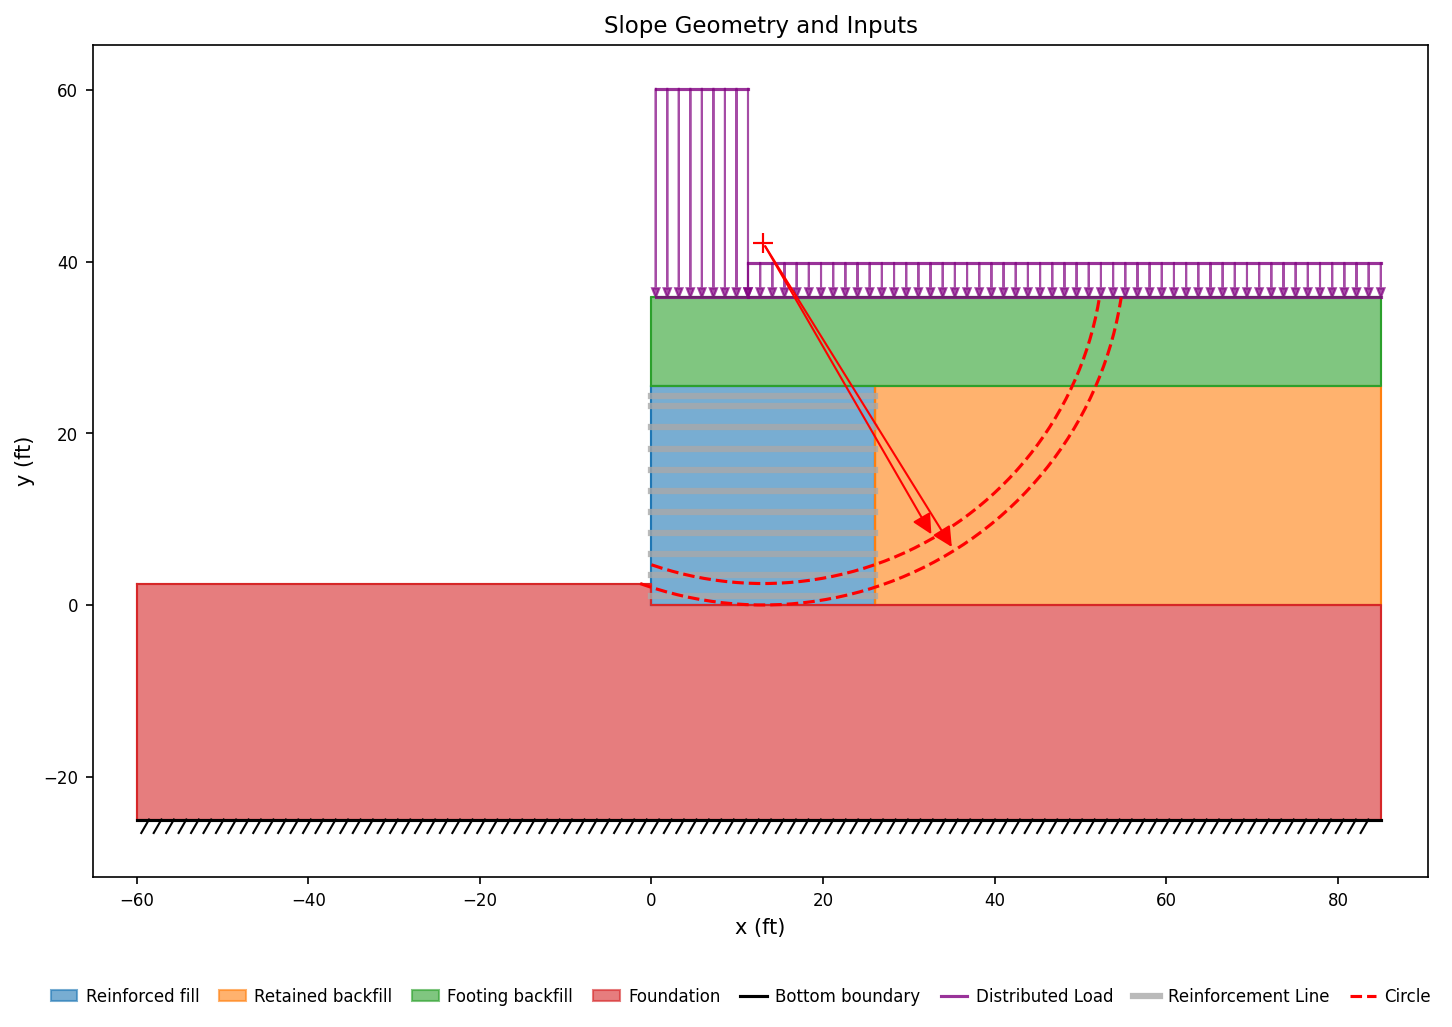 Slope Geometry and Inputs
60
40
20
0
−20
y (ft)
−60
−40
−20
0
20
40
60
80
x (ft)
Reinforced fill
Retained backfill
Footing backfill
Foundation
Bottom boundary
Distributed Load
Reinforcement Line
Circle